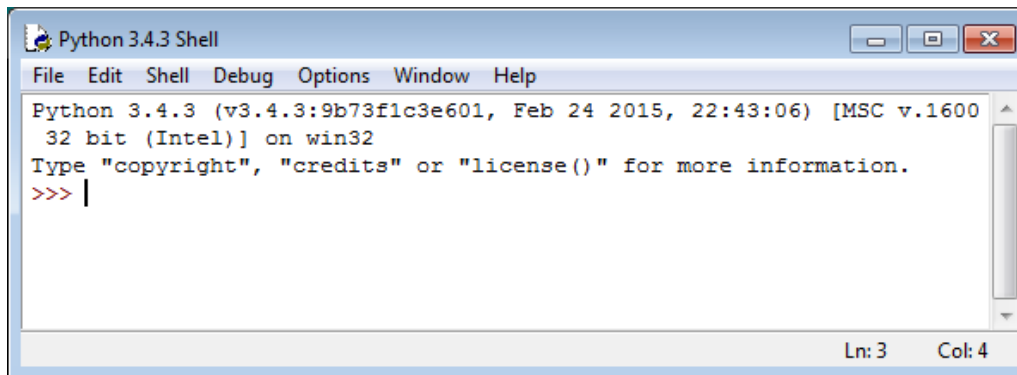 Python 3.4.3 Shell
File Edit Shell Debug Options Window Help
Python 3.4.3 (v3.4.3:9b73f1c3e601, Feb 24 2015, 22:43:06) [MSC v.1600
 32 bit (Intel)] on win32
Type "copyright", "credits" or "license()" for more information.
>>>
Ln: 3 Col: 4